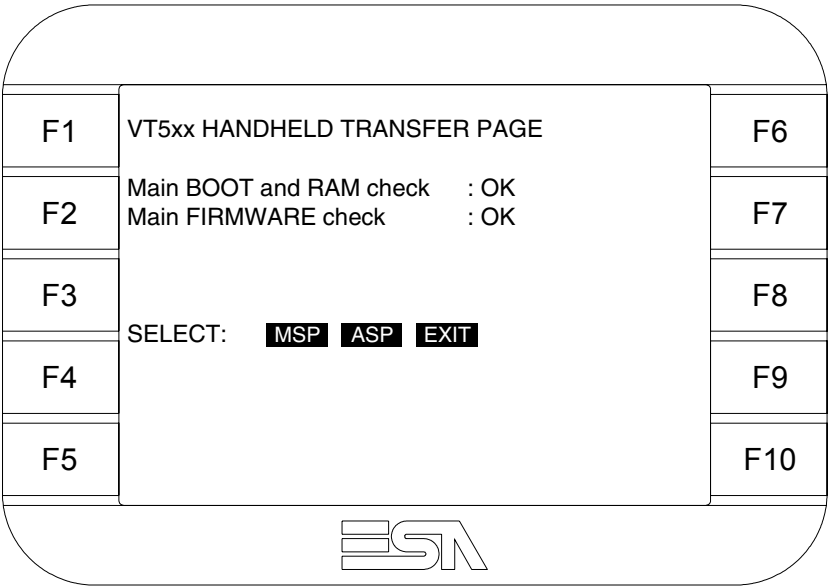 F1
F2
F3
F4
F5
VT5xx HANDHELD TRANSFER PAGE
Main BOOT and RAM check : OK
Main FIRMWARE check : OK
SELECT: MSP ASP EXIT
F6
F7
F8
F9
F10
ESA